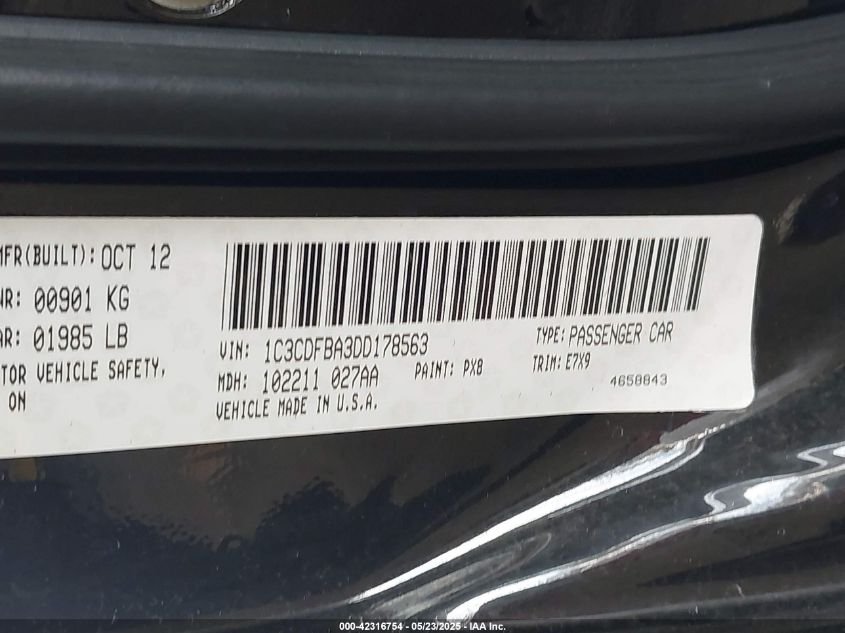 MFR(BUILT): OCT 12
00901 KG
01985 LB
VEHICLE SAFETY,
ON
VIN: 1C3CDFBA3DD178563
TYPE: PASSENGER CAR
MDH: 102211 027AA
PAINT: PX8
TRIM: E7X9
VEHICLE MADE IN U.S.A.
4658843
000-42316754 - 05/23/2025 - IAA Inc.